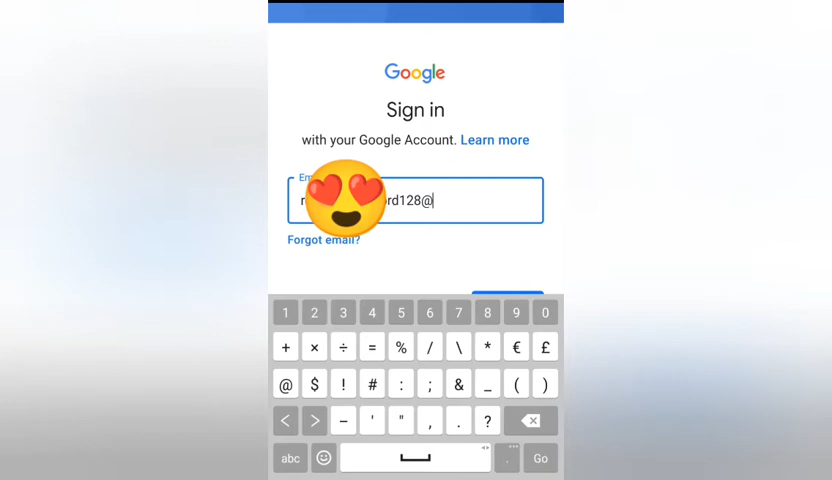 Google
Sign in
with your Google Account. Learn more
rd128@
Forgot email?
1 2 3 4 5 6 7 8 9 0
+ × ÷ = % / \ * € £
@ $ ! # : ; & _ ( )
< > – ' " , . ?
abc . Go